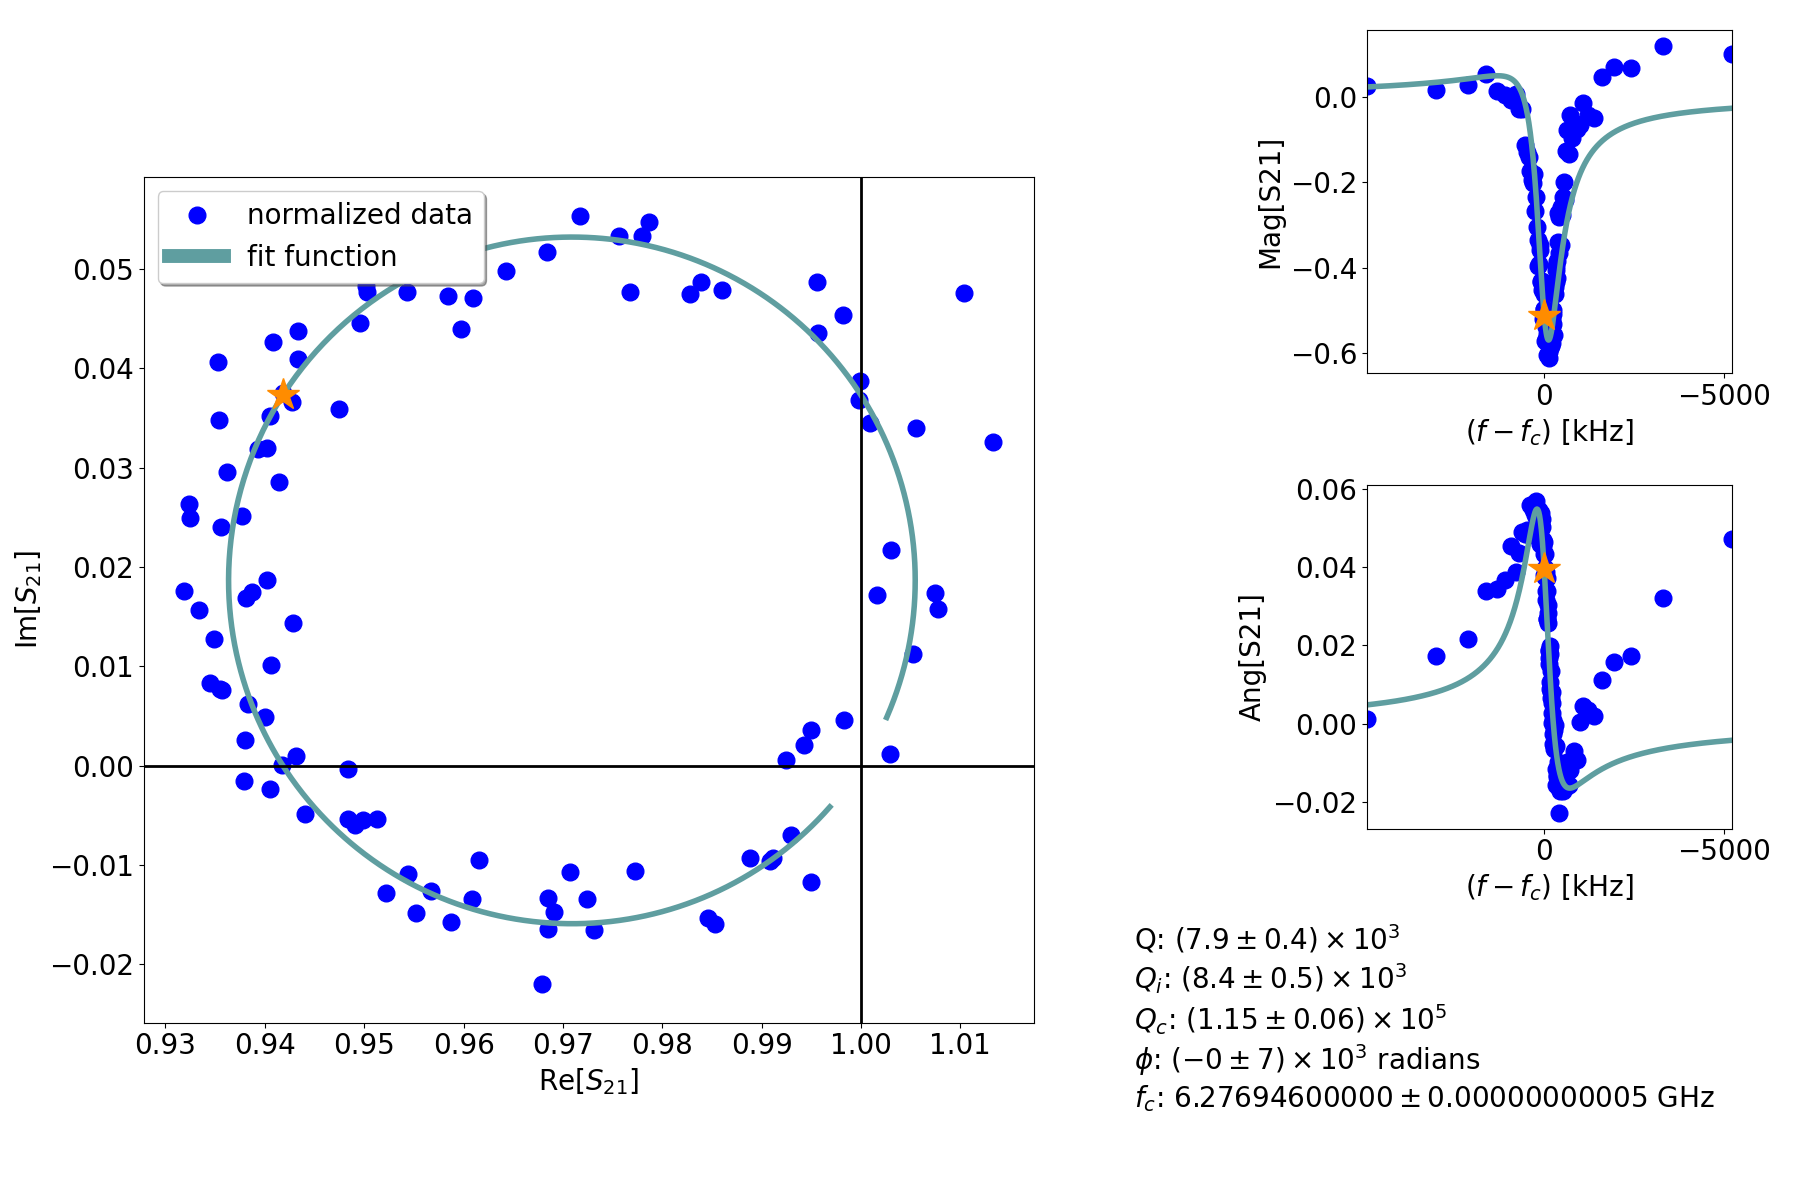 normalized data
fit function
Im[S21]
0.05
0.04
0.03
0.02
0.01
0.00
−0.01
−0.02
0.93 0.94 0.95 0.96 0.97 0.98 0.99 1.00 1.01
Re[S21]
Mag[S21]
0.0
−0.2
−0.4
−0.6
0 −5000
(f − fc) [kHz]
Ang[S21]
0.06
0.04
0.02
0.00
−0.02
0 −5000
(f − fc) [kHz]
Q: (7.9 ± 0.4) × 10³
Qi: (8.4 ± 0.5) × 10³
Qc: (1.15 ± 0.06) × 10⁵
ϕ: (−0 ± 7) × 10³ radians
fc: 6.27694600000 ± 0.00000000005 GHz